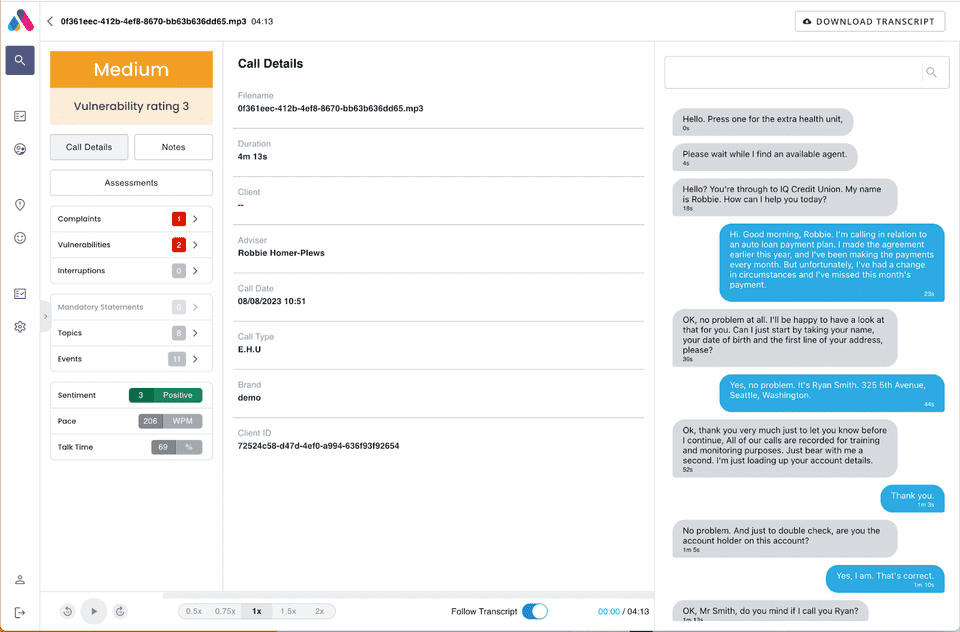 0f361eec-412b-4ef8-8670-bb63b636dd65.mp3 04:13
DOWNLOAD TRANSCRIPT
Medium
Vulnerability rating 3
Call Details
Notes
Assessments
Complaints 1
Vulnerabilities 2
Interruptions 0
Mandatory Statements 0
Topics 8
Events 11
Sentiment 3 Positive
Pace 206 WPM
Talk Time 69 %
Call Details
Filename
0f361eec-412b-4ef8-8670-bb63b636dd65.mp3
Duration
4m 13s
Client
--
Adviser
Robbie Homer-Plews
Call Date
08/08/2023 10:51
Call Type
E.H.U
Brand
demo
Client ID
72524c58-d47d-4ef0-a994-636f93f92654
Hello. Press one for the extra health unit,
0s
Please wait while I find an available agent.
4s
Hello? You're through to IQ Credit Union. My name
is Robbie. How can I help you today?
18s
Hi. Good morning, Robbie. I'm calling in relation to
an auto loan payment plan. I made the agreement
earlier this year, and I've been making the payments
every month. But unfortunately, I've had a change
in circumstances and I've missed this month's
payment.
23s
OK, no problem at all. I'll be happy to have a look at
that for you. Can I just start by taking your name,
your date of birth and the first line of your address,
please?
36s
Yes, no problem. It's Ryan Smith. 325 5th Avenue,
Seattle, Washington.
44s
Ok, thank you very much just to let you know before
I continue, All of our calls are recorded for training
and monitoring purposes. Just bear with me a
second. I'm just loading up your account details.
52s
Thank you.
1m 3s
No problem. And just to double check, are you the
account holder on this account?
1m 5s
Yes, I am. That's correct.
1m 10s
OK, Mr Smith, do you mind if I call you Ryan?
0.5x 0.75x 1x 1.5x 2x
Follow Transcript
00:00 / 04:13